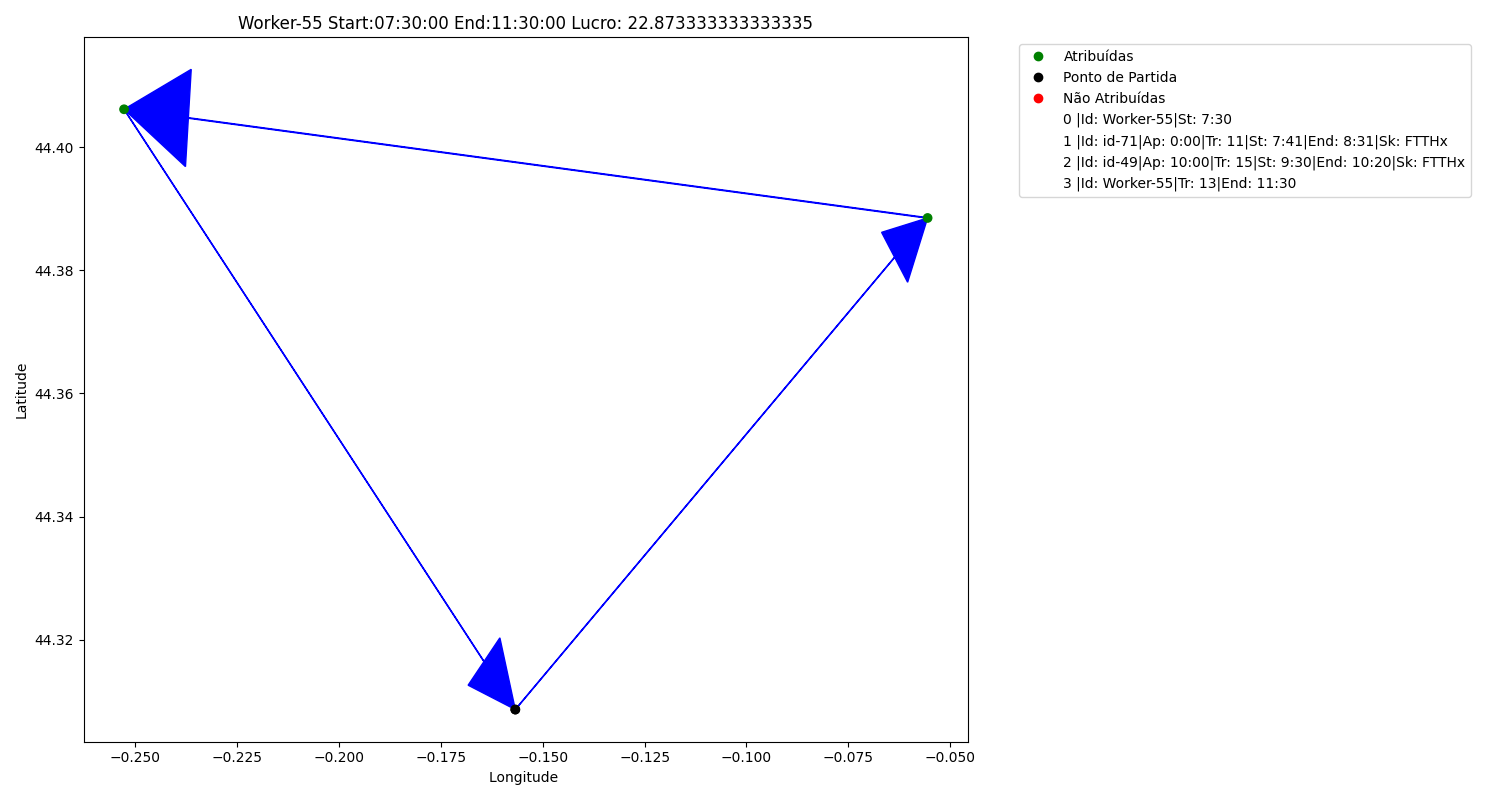 Worker-55 Start:07:30:00 End:11:30:00 Lucro: 22.873333333333335
Atribuídas
Ponto de Partida
Não Atribuídas
0 |Id: Worker-55|St: 7:30
1 |Id: id-71|Ap: 0:00|Tr: 11|St: 7:41|End: 8:31|Sk: FTTHx
2 |Id: id-49|Ap: 10:00|Tr: 15|St: 9:30|End: 10:20|Sk: FTTHx
3 |Id: Worker-55|Tr: 13|End: 11:30
44.40
44.38
44.36
44.34
44.32
Latitude
−0.250
−0.225
−0.200
−0.175
−0.150
−0.125
−0.100
−0.075
−0.050
Longitude